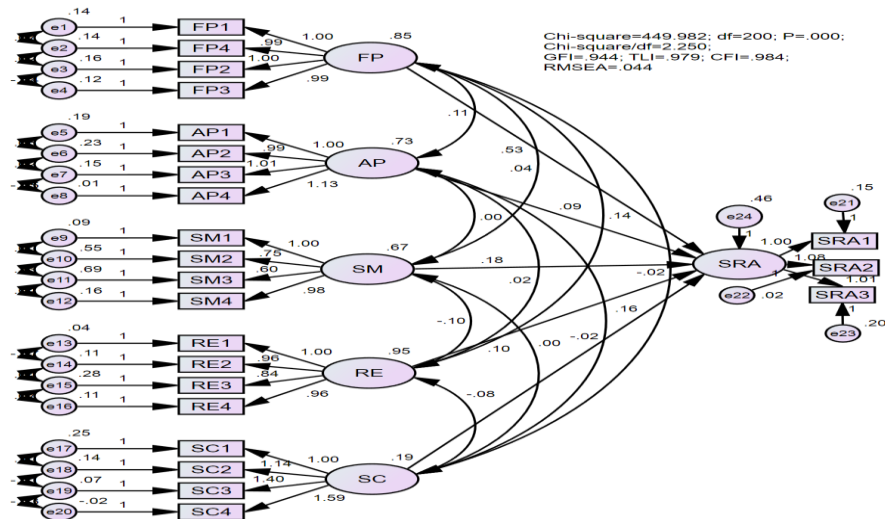 Chi-square=449.982; df=200; P=.000;
Chi-square/df=2.250;
GFI=.944; TLI=.979; CFI=.984;
RMSEA=.044
.14
e1 1 FP1 1.00
.14
e2 1 FP4 .99
.16
e3 1 FP2 1.00
.12
e4 1 FP3 .99
.85
FP
.19
e5 1 AP1 1.00
.23
e6 1 AP2 .99
.15
e7 1 AP3 1.01
.01
e8 1 AP4 1.13
.73
AP
.09
e9 1 SM1 1.00
.55
e10 1 SM2 .75
.69
e11 1 SM3 .60
.16
e12 1 SM4 .98
.67
SM
.04
e13 1 RE1 1.00
.11
e14 1 RE2 .96
.28
e15 1 RE3 .84
.11
e16 1 RE4 .96
.95
RE
.25
e17 1 SC1 1.00
.14
e18 1 SC2 1.14
.07
e19 1 SC3 1.40
-.02
e20 1 SC4 1.59
.19
SC
.11
.53
.04
.09
.14
.00
.18
.02
-.02
.16
-.10
.10
.00
-.02
-.08
.46
e24
1
SRA
.15
e21
1
1.00
SRA1
1.08
SRA2
1
e22
.02
1.01
SRA3
1
e23
.20